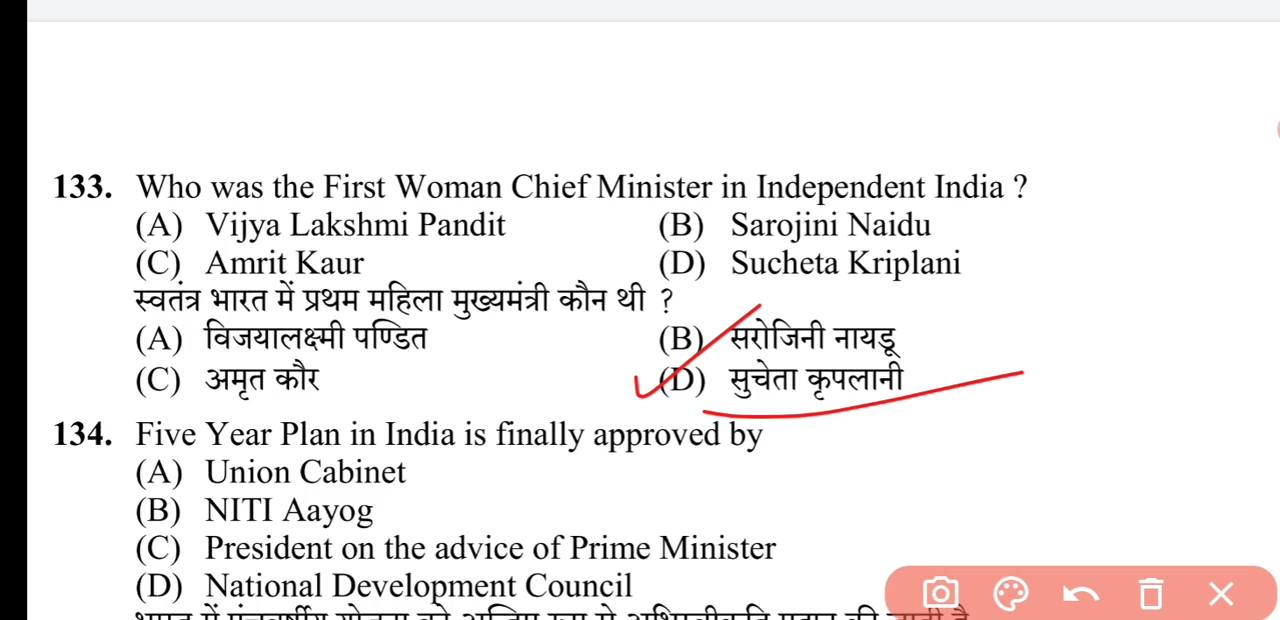 133. Who was the First Woman Chief Minister in Independent India ?
(A) Vijya Lakshmi Pandit (B) Sarojini Naidu
(C) Amrit Kaur (D) Sucheta Kriplani
स्वतंत्र भारत में प्रथम महिला मुख्यमंत्री कौन थी ?
(A) विजयालक्ष्मी पण्डित (B) सरोजिनी नायडू
(C) अमृत कौर (D) सुचेता कृपलानी
134. Five Year Plan in India is finally approved by
(A) Union Cabinet
(B) NITI Aayog
(C) President on the advice of Prime Minister
(D) National Development Council